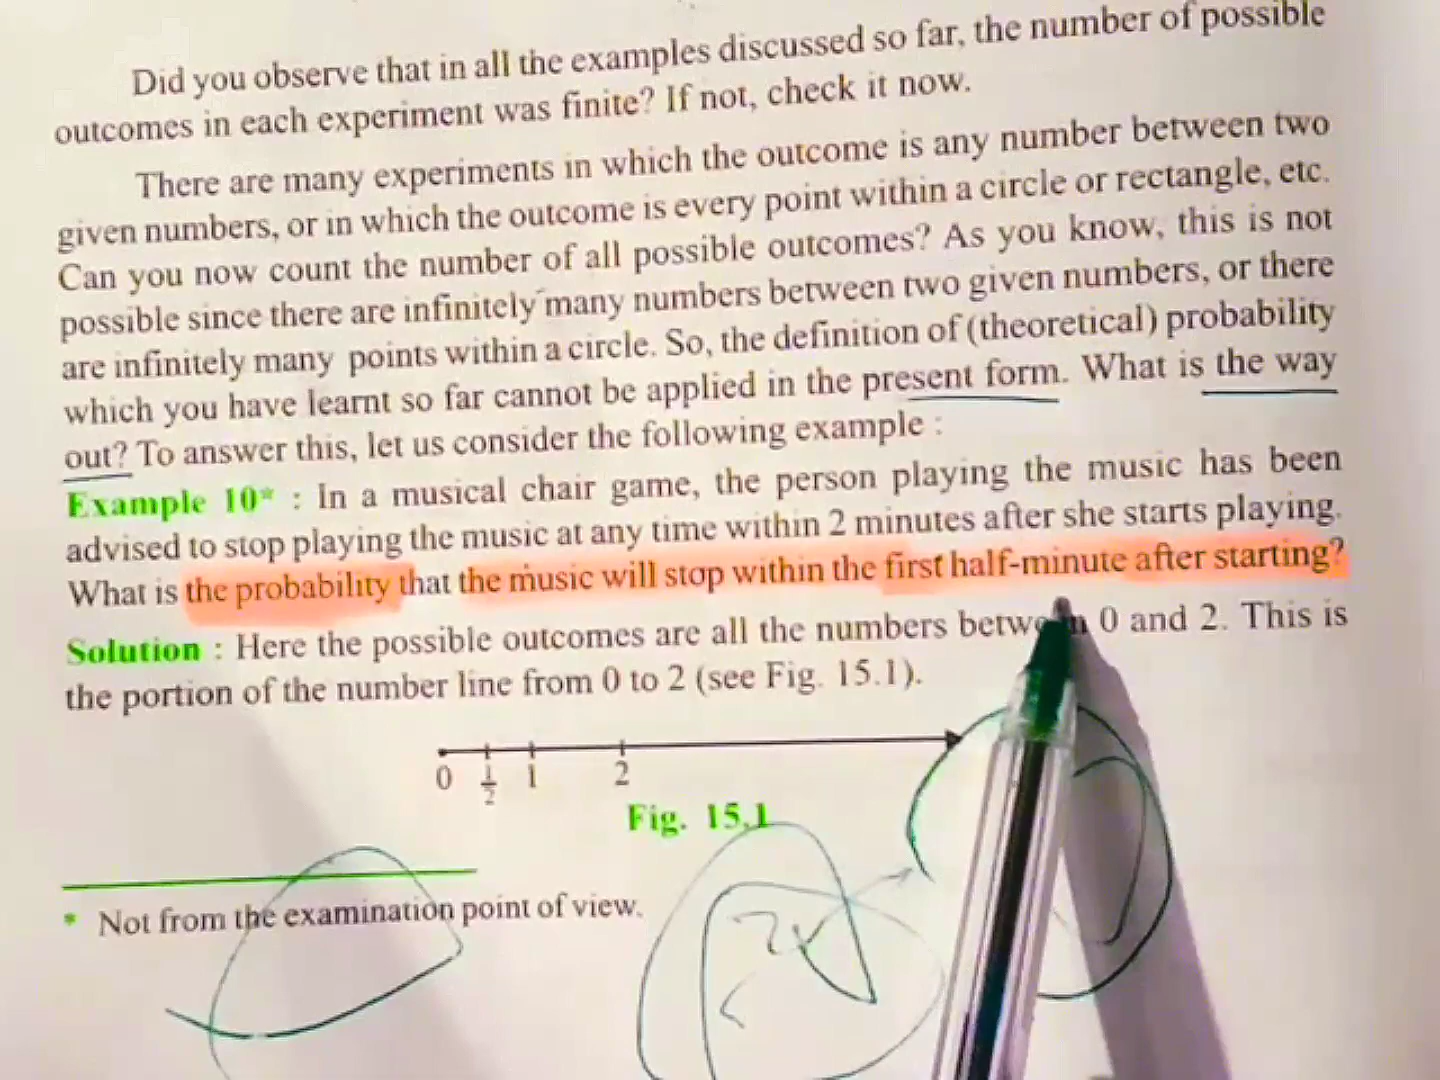 Did you observe that in all the examples discussed so far, the number of possible
outcomes in each experiment was finite? If not, check it now.
There are many experiments in which the outcome is any number between two
given numbers, or in which the outcome is every point within a circle or rectangle, etc.
Can you now count the number of all possible outcomes? As you know, this is not
possible since there are infinitely many numbers between two given numbers, or there
are infinitely many points within a circle. So, the definition of (theoretical) probability
which you have learnt so far cannot be applied in the present form. What is the way
out? To answer this, let us consider the following example :
Example 10* : In a musical chair game, the person playing the music has been
advised to stop playing the music at any time within 2 minutes after she starts playing.
What is the probability that the music will stop within the first half-minute after starting?
Solution : Here the possible outcomes are all the numbers between 0 and 2. This is
the portion of the number line from 0 to 2 (see Fig. 15.1).
0 1/2 1 2
Fig. 15.1
* Not from the examination point of view.